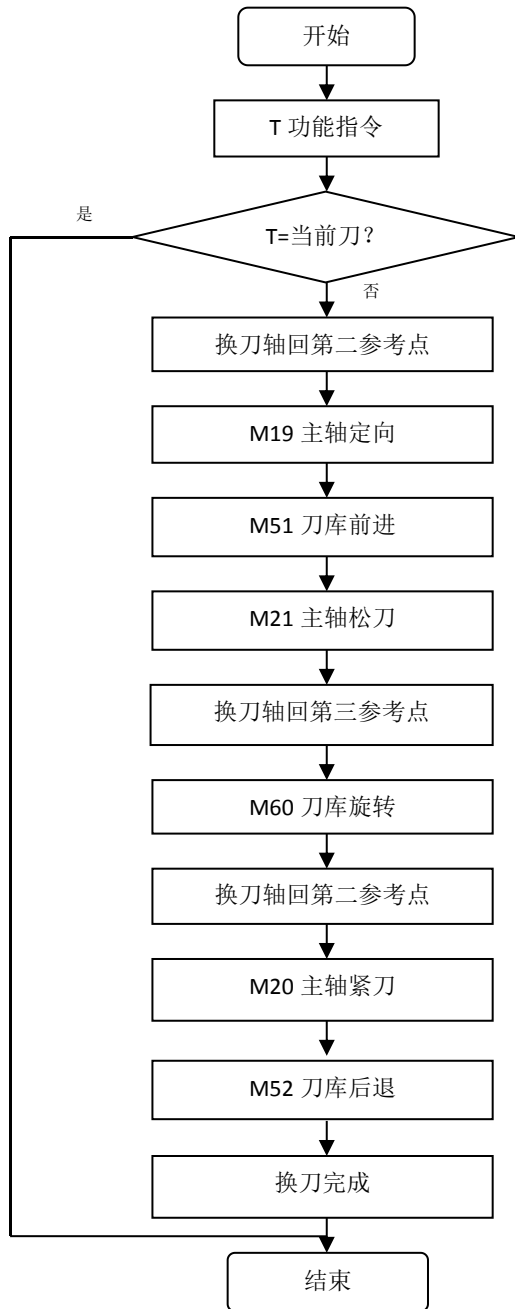 开始
T 功能指令
是
T=当前刀？
否
换刀轴回第二参考点
M19 主轴定向
M51 刀库前进
M21 主轴松刀
换刀轴回第三参考点
M60 刀库旋转
换刀轴回第二参考点
M20 主轴紧刀
M52 刀库后退
换刀完成
结束